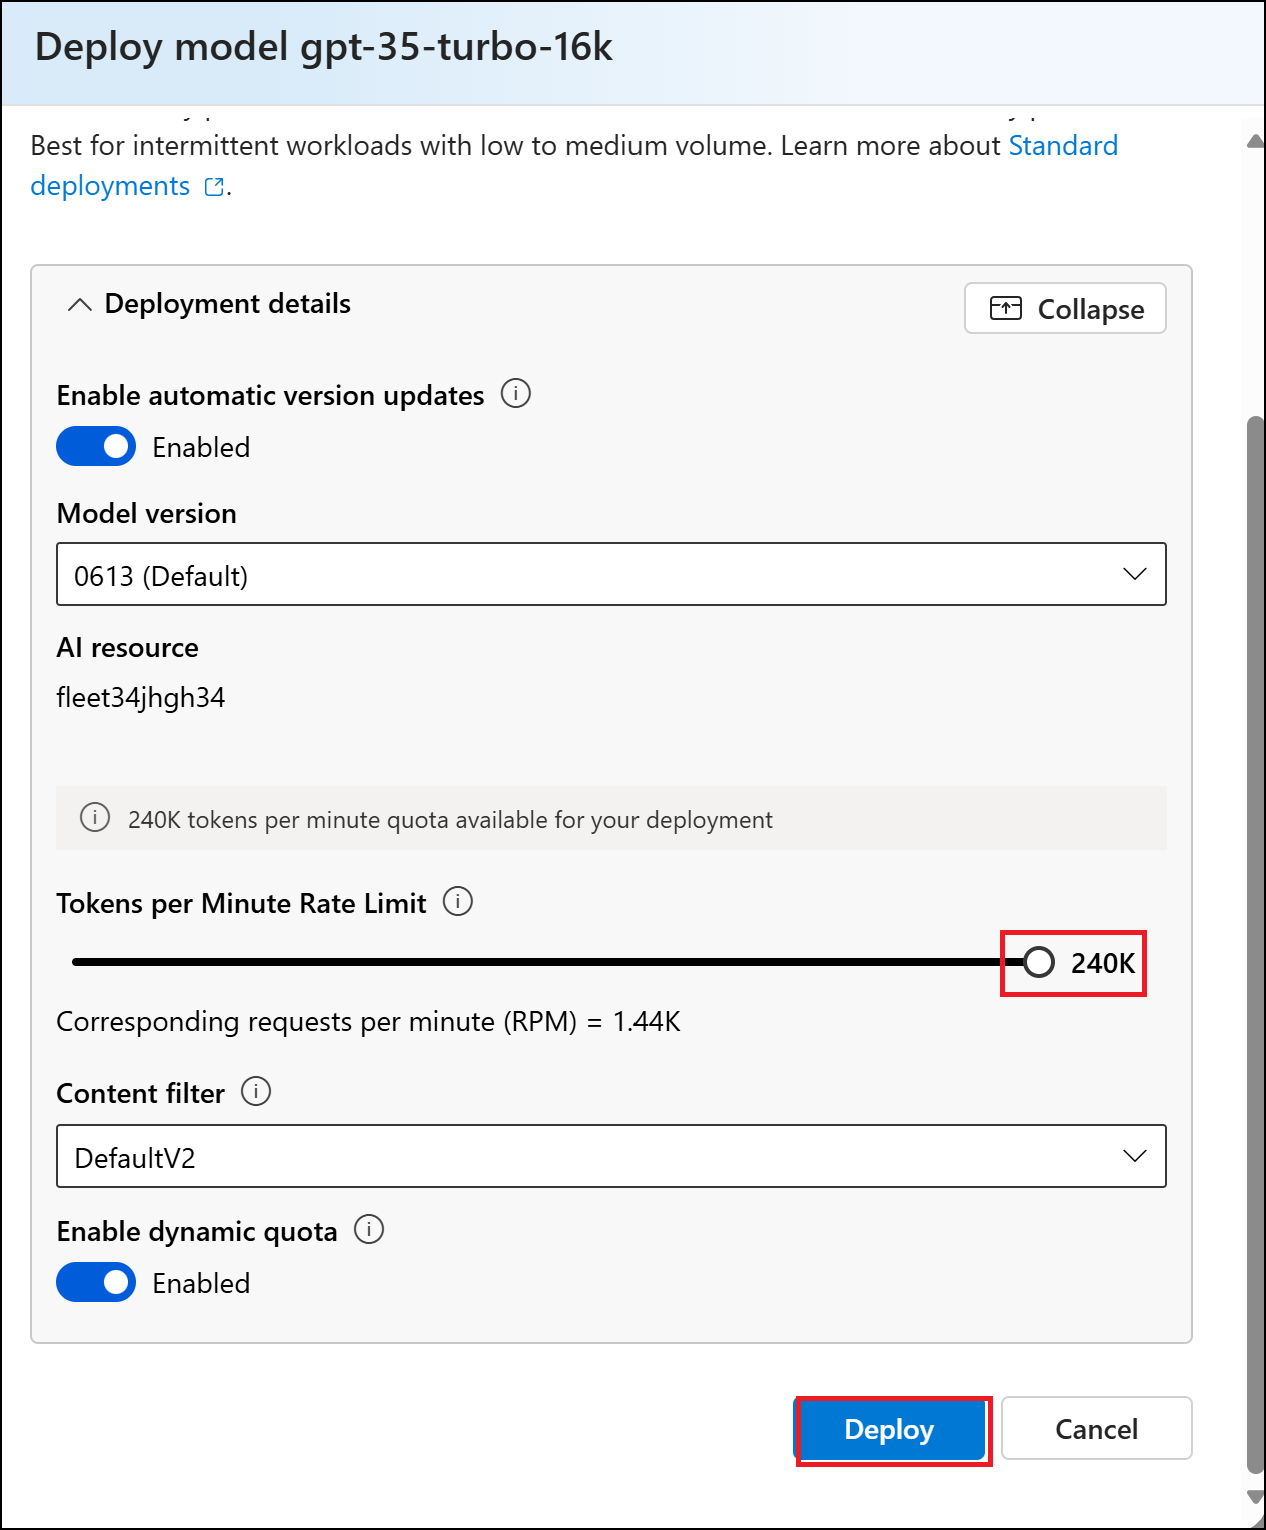 Deploy model gpt-35-turbo-16k
Best for intermittent workloads with low to medium volume. Learn more about Standard
deployments .
Deployment details
Collapse
Enable automatic version updates
Enabled
Model version
0613 (Default)
AI resource
fleet34jhgh34
240K tokens per minute quota available for your deployment
Tokens per Minute Rate Limit
240K
Corresponding requests per minute (RPM) = 1.44K
Content filter
DefaultV2
Enable dynamic quota
Enabled
Deploy
Cancel